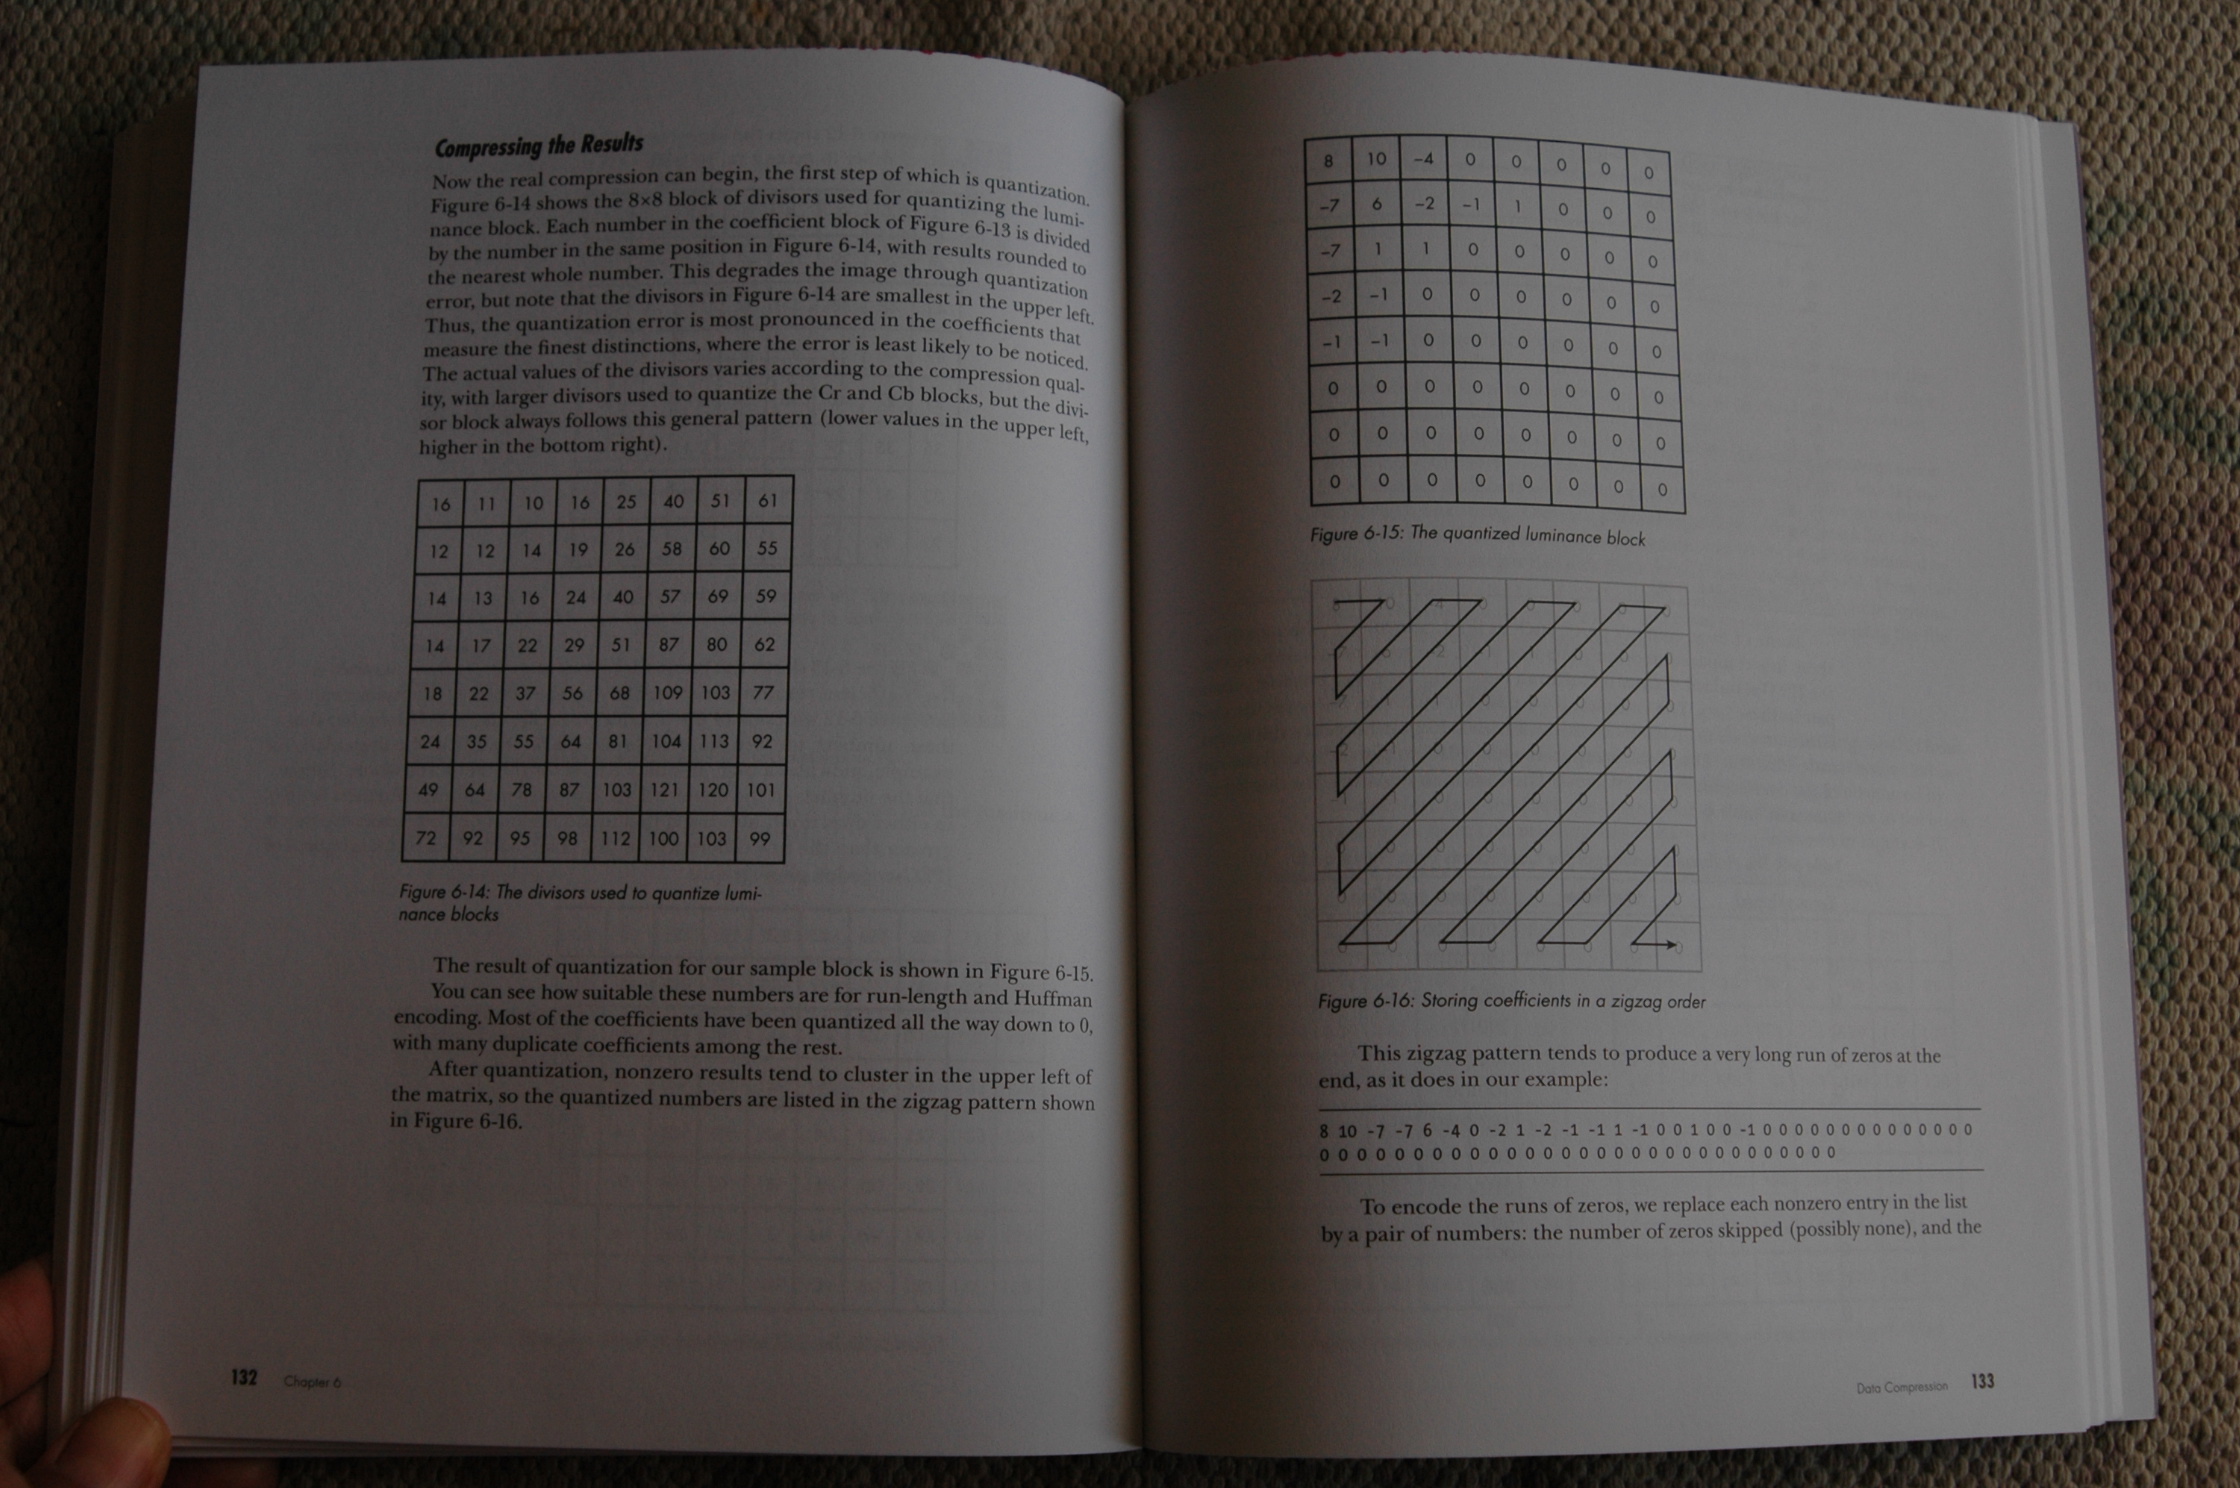 Compressing the Results
Now the real compression can begin, the first step of which is quantization.
Figure 6-14 shows the 8×8 block of divisors used for quantizing the lumi-
nance block. Each number in the coefficient block of Figure 6-13 is divided
by the number in the same position in Figure 6-14, with results rounded to
the nearest whole number. This degrades the image through quantization
error, but note that the divisors in Figure 6-14 are smallest in the upper left.
Thus, the quantization error is most pronounced in the coefficients that
measure the finest distinctions, where the error is least likely to be noticed.
The actual values of the divisors varies according to the compression qual-
ity, with larger divisors used to quantize the Cr and Cb blocks, but the divi-
sor block always follows this general pattern (lower values in the upper left,
higher in the bottom right).
16 11 10 16 25 40 51 61
12 12 14 19 26 58 60 55
14 13 16 24 40 57 69 59
14 17 22 29 51 87 80 62
18 22 37 56 68 109 103 77
24 35 55 64 81 104 113 92
49 64 78 87 103 121 120 101
72 92 95 98 112 100 103 99
Figure 6-14: The divisors used to quantize lumi-
nance blocks
The result of quantization for our sample block is shown in Figure 6-15.
You can see how suitable these numbers are for run-length and Huffman
encoding. Most of the coefficients have been quantized all the way down to 0,
with many duplicate coefficients among the rest.
After quantization, nonzero results tend to cluster in the upper left of
the matrix, so the quantized numbers are listed in the zigzag pattern shown
in Figure 6-16.
132 Chapter 6
8 10 –4 0 0 0 0 0
–7 6 –2 –1 1 0 0 0
–7 1 1 0 0 0 0 0
–2 –1 0 0 0 0 0 0
–1 –1 0 0 0 0 0 0
0 0 0 0 0 0 0 0
0 0 0 0 0 0 0 0
0 0 0 0 0 0 0 0
Figure 6-15: The quantized luminance block
Figure 6-16: Storing coefficients in a zigzag order
This zigzag pattern tends to produce a very long run of zeros at the
end, as it does in our example:
8 10 -7 -7 6 -4 0 -2 1 -2 -1 -1 1 -1 0 0 1 0 0 -1 0 0 0 0 0 0 0 0 0 0 0 0 0 0 0
0 0 0 0 0 0 0 0 0 0 0 0 0 0 0 0 0 0 0 0 0 0 0 0 0 0 0 0
To encode the runs of zeros, we replace each nonzero entry in the list
by a pair of numbers: the number of zeros skipped (possibly none), and the
Data Compression 133